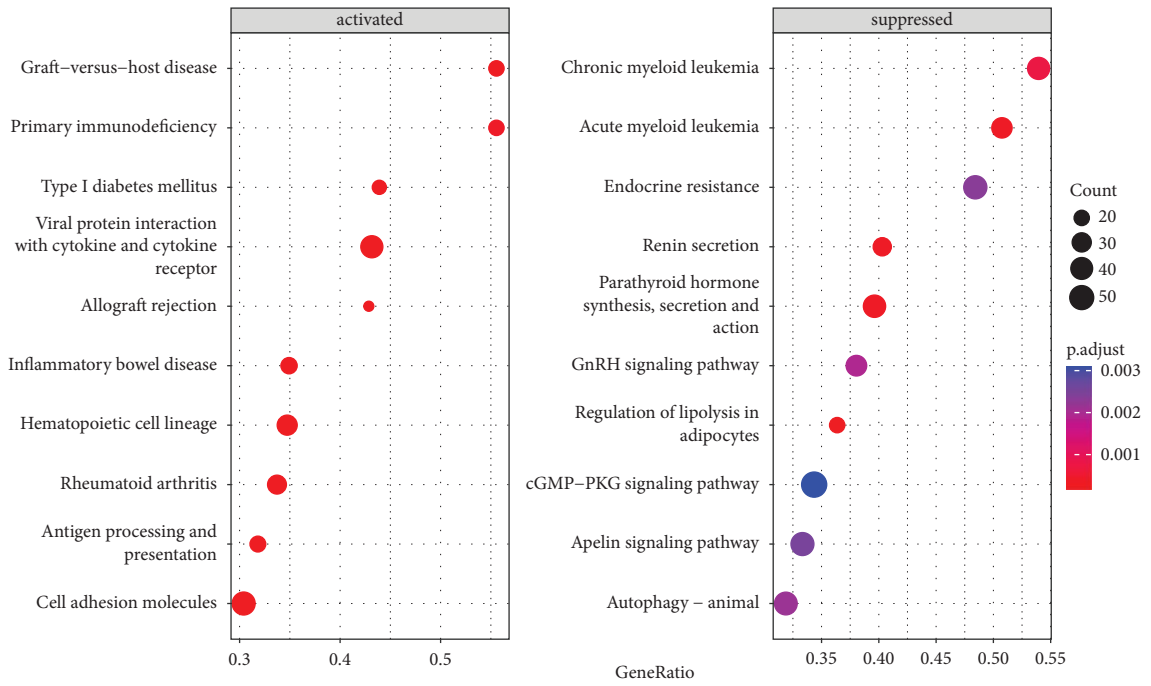 activated
Graft−versus−host disease
Primary immunodeficiency
Type I diabetes mellitus
Viral protein interaction
with cytokine and cytokine
receptor
Allograft rejection
Inflammatory bowel disease
Hematopoietic cell lineage
Rheumatoid arthritis
Antigen processing and
presentation
Cell adhesion molecules
0.3 0.4 0.5
suppressed
Chronic myeloid leukemia
Acute myeloid leukemia
Endocrine resistance
Renin secretion
Parathyroid hormone
synthesis, secretion and
action
GnRH signaling pathway
Regulation of lipolysis in
adipocytes
cGMP−PKG signaling pathway
Apelin signaling pathway
Autophagy − animal
0.35 0.40 0.45 0.50 0.55
GeneRatio
Count
20
30
40
50
p.adjust
0.003
0.002
0.001